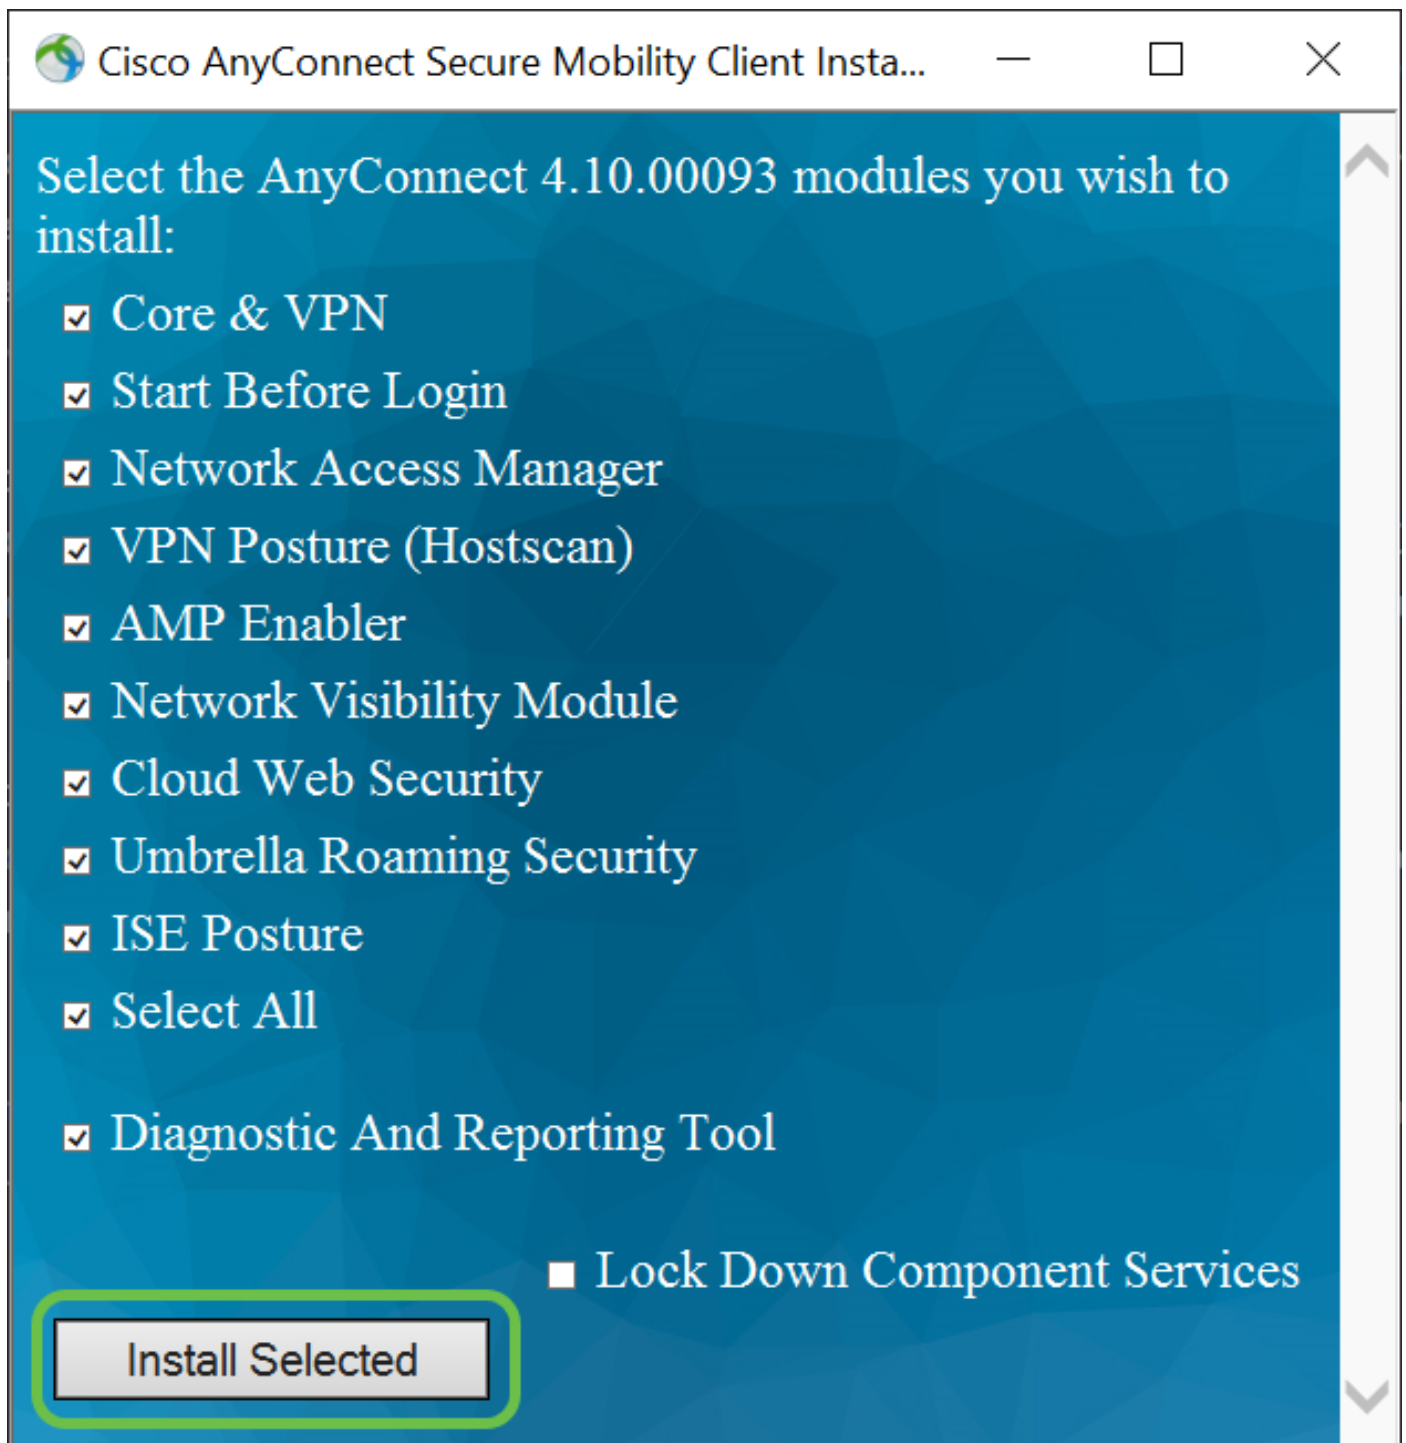 Cisco AnyConnect Secure Mobility Client Insta...
Select the AnyConnect 4.10.00093 modules you wish to
install:
Core & VPN
Start Before Login
Network Access Manager
VPN Posture (Hostscan)
AMP Enabler
Network Visibility Module
Cloud Web Security
Umbrella Roaming Security
ISE Posture
Select All
Diagnostic And Reporting Tool
Lock Down Component Services
Install Selected